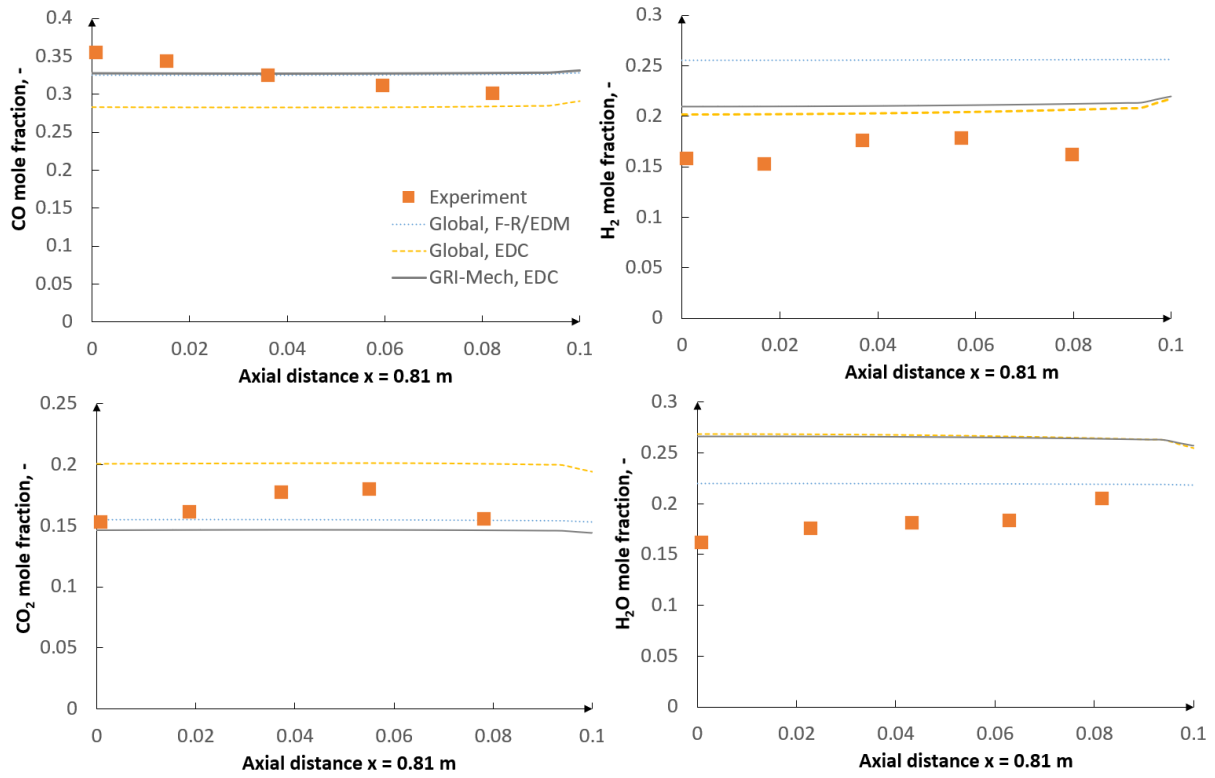 0.4
0.35
0.3
0.25
0.2
0.15
0.1
0.05
0
CO mole fraction, -
Experiment
Global, F-R/EDM
Global, EDC
GRI-Mech, EDC
0 0.02 0.04 0.06 0.08 0.1
Axial distance x = 0.81 m
0.3
0.25
0.2
0.15
0.1
0.05
0
H₂ mole fraction, -
0 0.02 0.04 0.06 0.08 0.1
Axial distance x = 0.81 m
0.25
0.2
0.15
0.1
0.05
0
CO₂ mole fraction, -
0 0.02 0.04 0.06 0.08 0.1
Axial distance x = 0.81 m
0.3
0.25
0.2
0.15
0.1
0.05
0
H₂O mole fraction, -
0 0.02 0.04 0.06 0.08 0.1
Axial distance x = 0.81 m